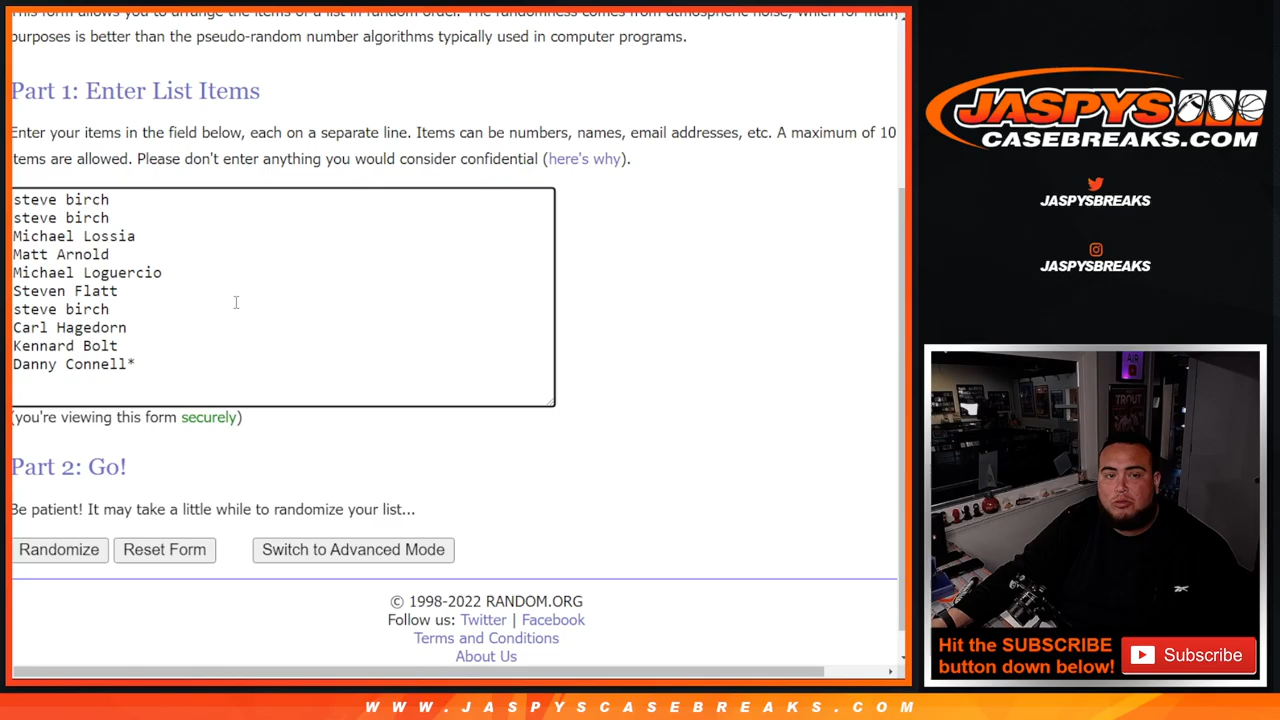 This form allows you to arrange the items of a list in random order. The randomness comes from atmospheric noise, which for many
purposes is better than the pseudo-random number algorithms typically used in computer programs.
Part 1: Enter List Items
Enter your items in the field below, each on a separate line. Items can be numbers, names, email addresses, etc. A maximum of 10
items are allowed. Please don't enter anything you would consider confidential (here's why).
steve birch
steve birch
Michael Lossia
Matt Arnold
Michael Loguercio
Steven Flatt
steve birch
Carl Hagedorn
Kennard Bolt
Danny Connell*
(you're viewing this form securely)
Part 2: Go!
Be patient! It may take a little while to randomize your list...
Randomize Reset Form Switch to Advanced Mode
© 1998-2022 RANDOM.ORG
Follow us: Twitter | Facebook
Terms and Conditions
About Us
JASPYS
CASEBREAKS.COM
JASPYSBREAKS
JASPYSBREAKS
AIR
TROUT
Hit the SUBSCRIBE
button down below!
Subscribe
WWW.JASPYSCASEBREAKS.COM